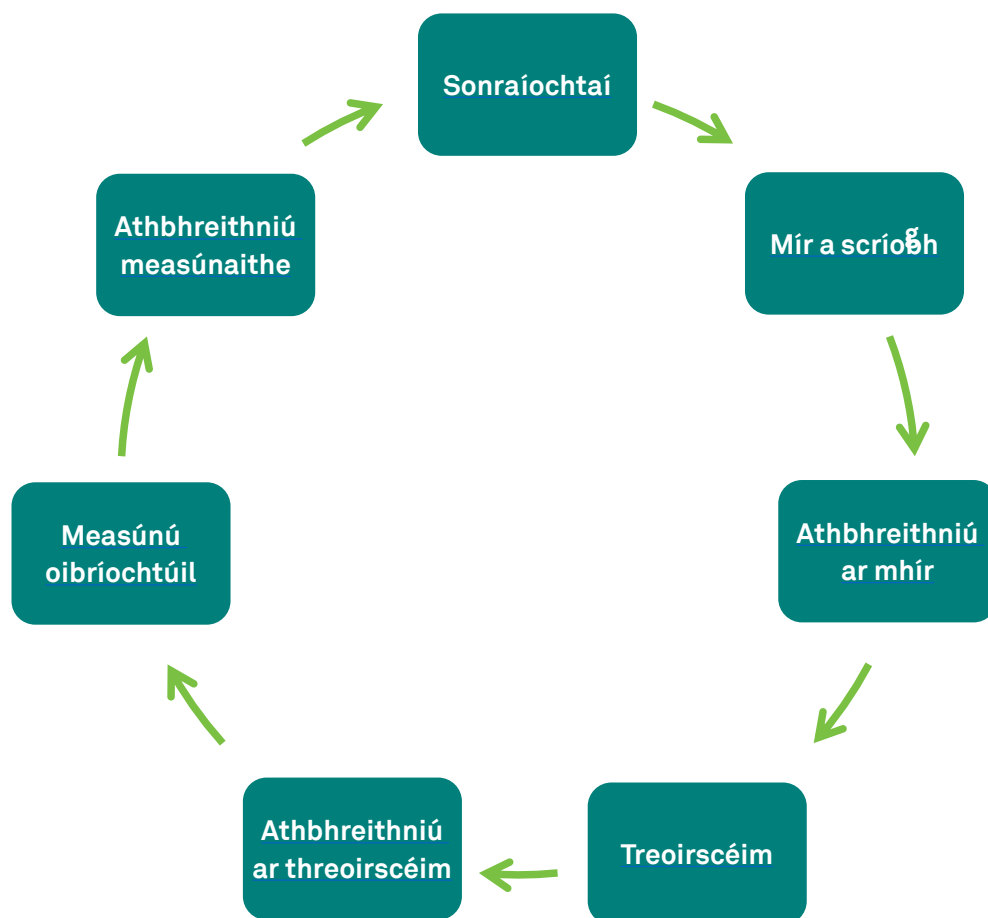 Sonraíochtaí
Mír a scríobh
Athbhreithniú
ar mhír
Treoirscéim
Athbhreithniú
ar threoirscéim
Measúnú
oibríochtúil
Athbhreithniú
measúnaithe